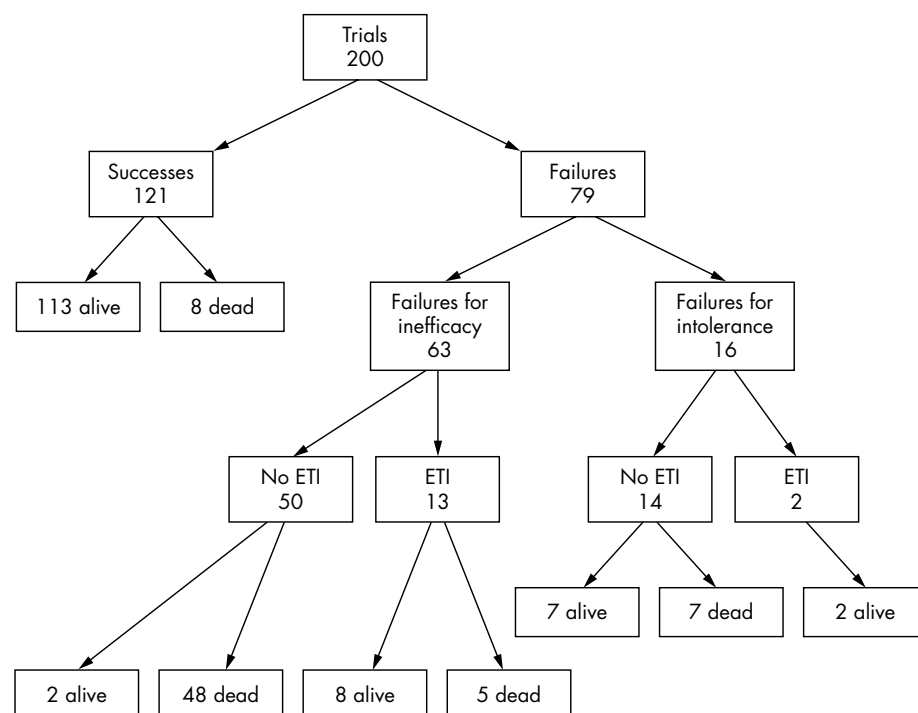 Trials
200
Successes
121
Failures
79
113 alive
8 dead
Failures for
inefficacy
63
Failures for
intolerance
16
No ETI
50
ETI
13
No ETI
14
ETI
2
7 alive
7 dead
2 alive
2 alive
48 dead
8 alive
5 dead